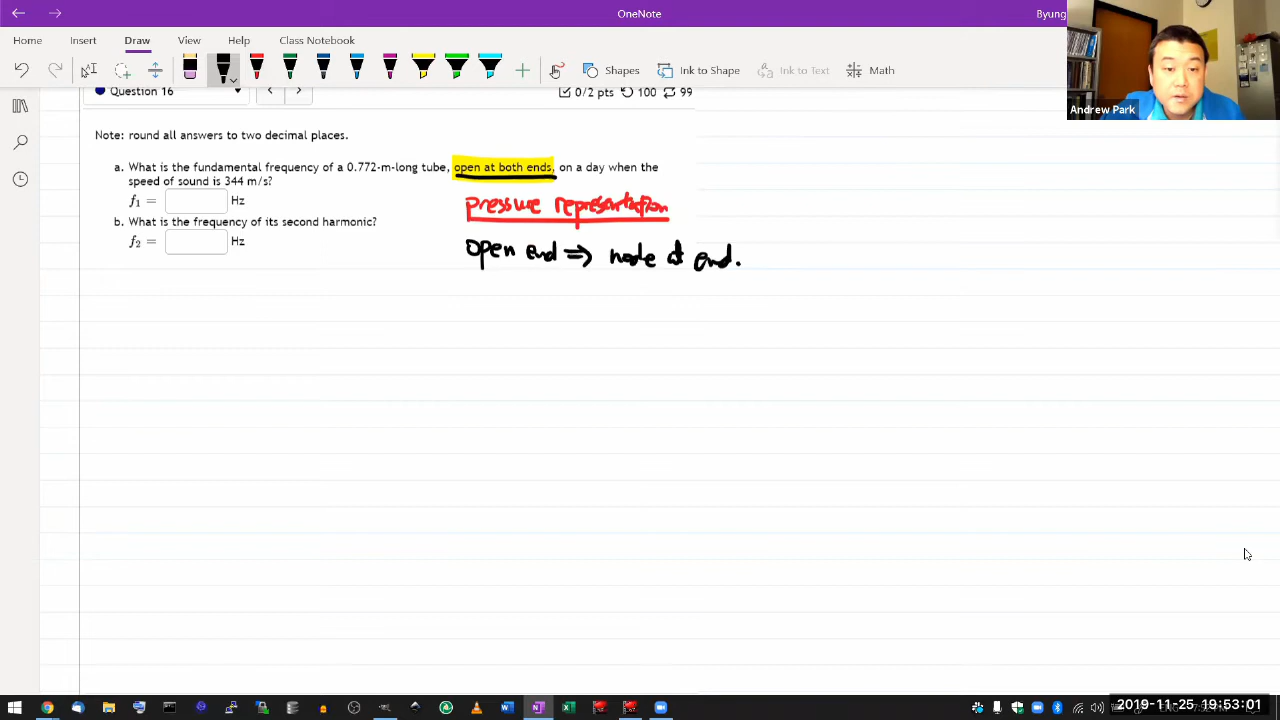 OneNote
Byung
Home Insert Draw View Help Class Notebook
Shapes Ink to Shape Ink to Text Math
Question 16
0/2 pts 100 99
Andrew Park
Note: round all answers to two decimal places.
a. What is the fundamental frequency of a 0.772-m-long tube, open at both ends, on a day when the
speed of sound is 344 m/s?
f₁ = Hz
pressure representation
b. What is the frequency of its second harmonic?
f₂ = Hz
open end ⇒ node at end.
2019-11-25 19:53:01